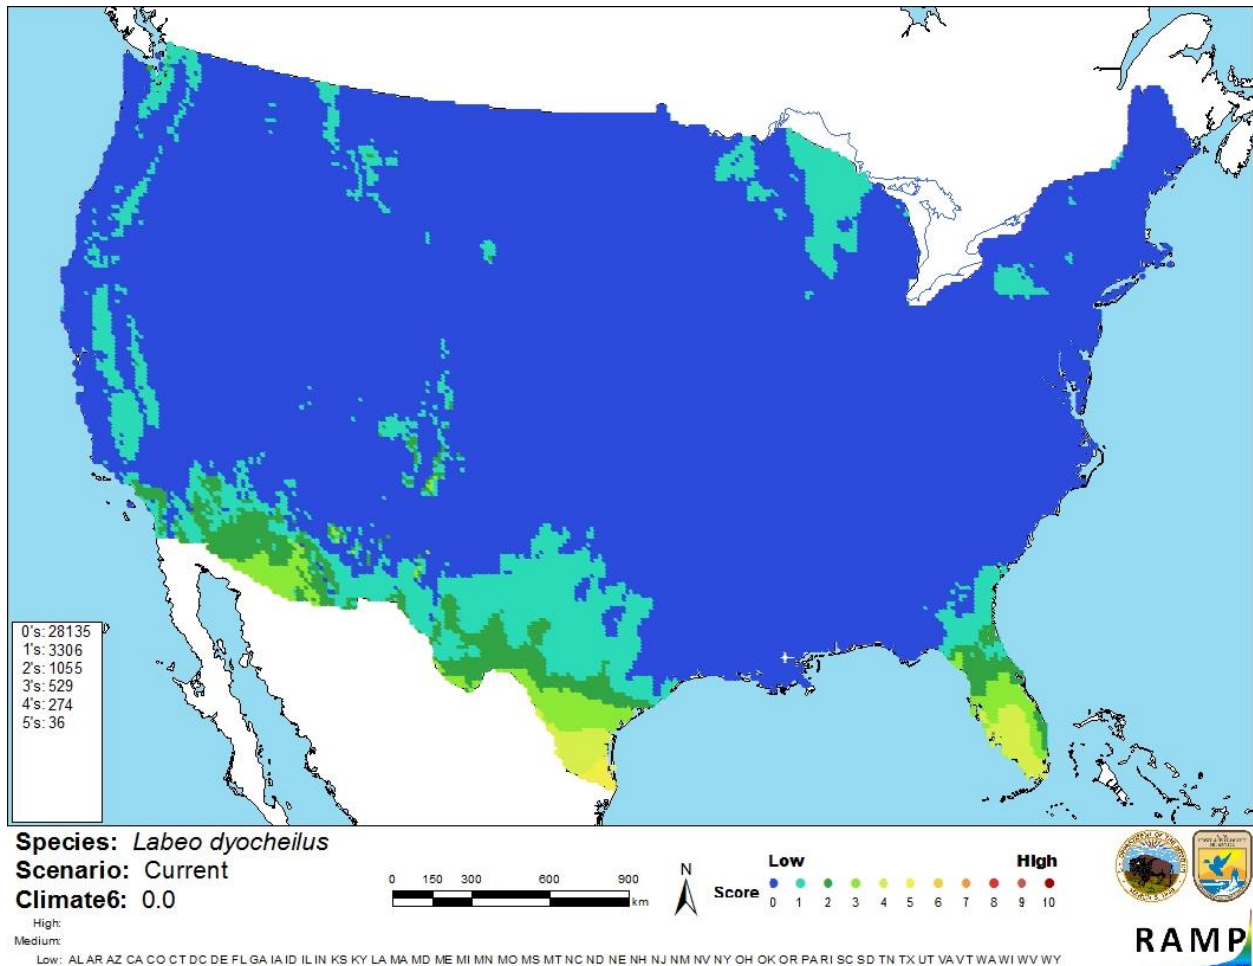 0's: 28135
1's: 3306
2's: 1055
3's: 529
4's: 274
5's: 36
Species: Labeo dyocheilus
Scenario: Current
Climate6: 0.0
High:
Medium:
Low: AL AR AZ CA CO CT DC DE FL GA IA ID IL IN KS KY LA MA MD ME MI MN MO MS MT NC ND NE NH NJ NM NV NY OH OK OR PA RI SC SD TN TX UT VA VT WA WI WV WY
0 150 300 600 900
km
N
Low High
Score
0 1 2 3 4 5 6 7 8 9 10
RAMP